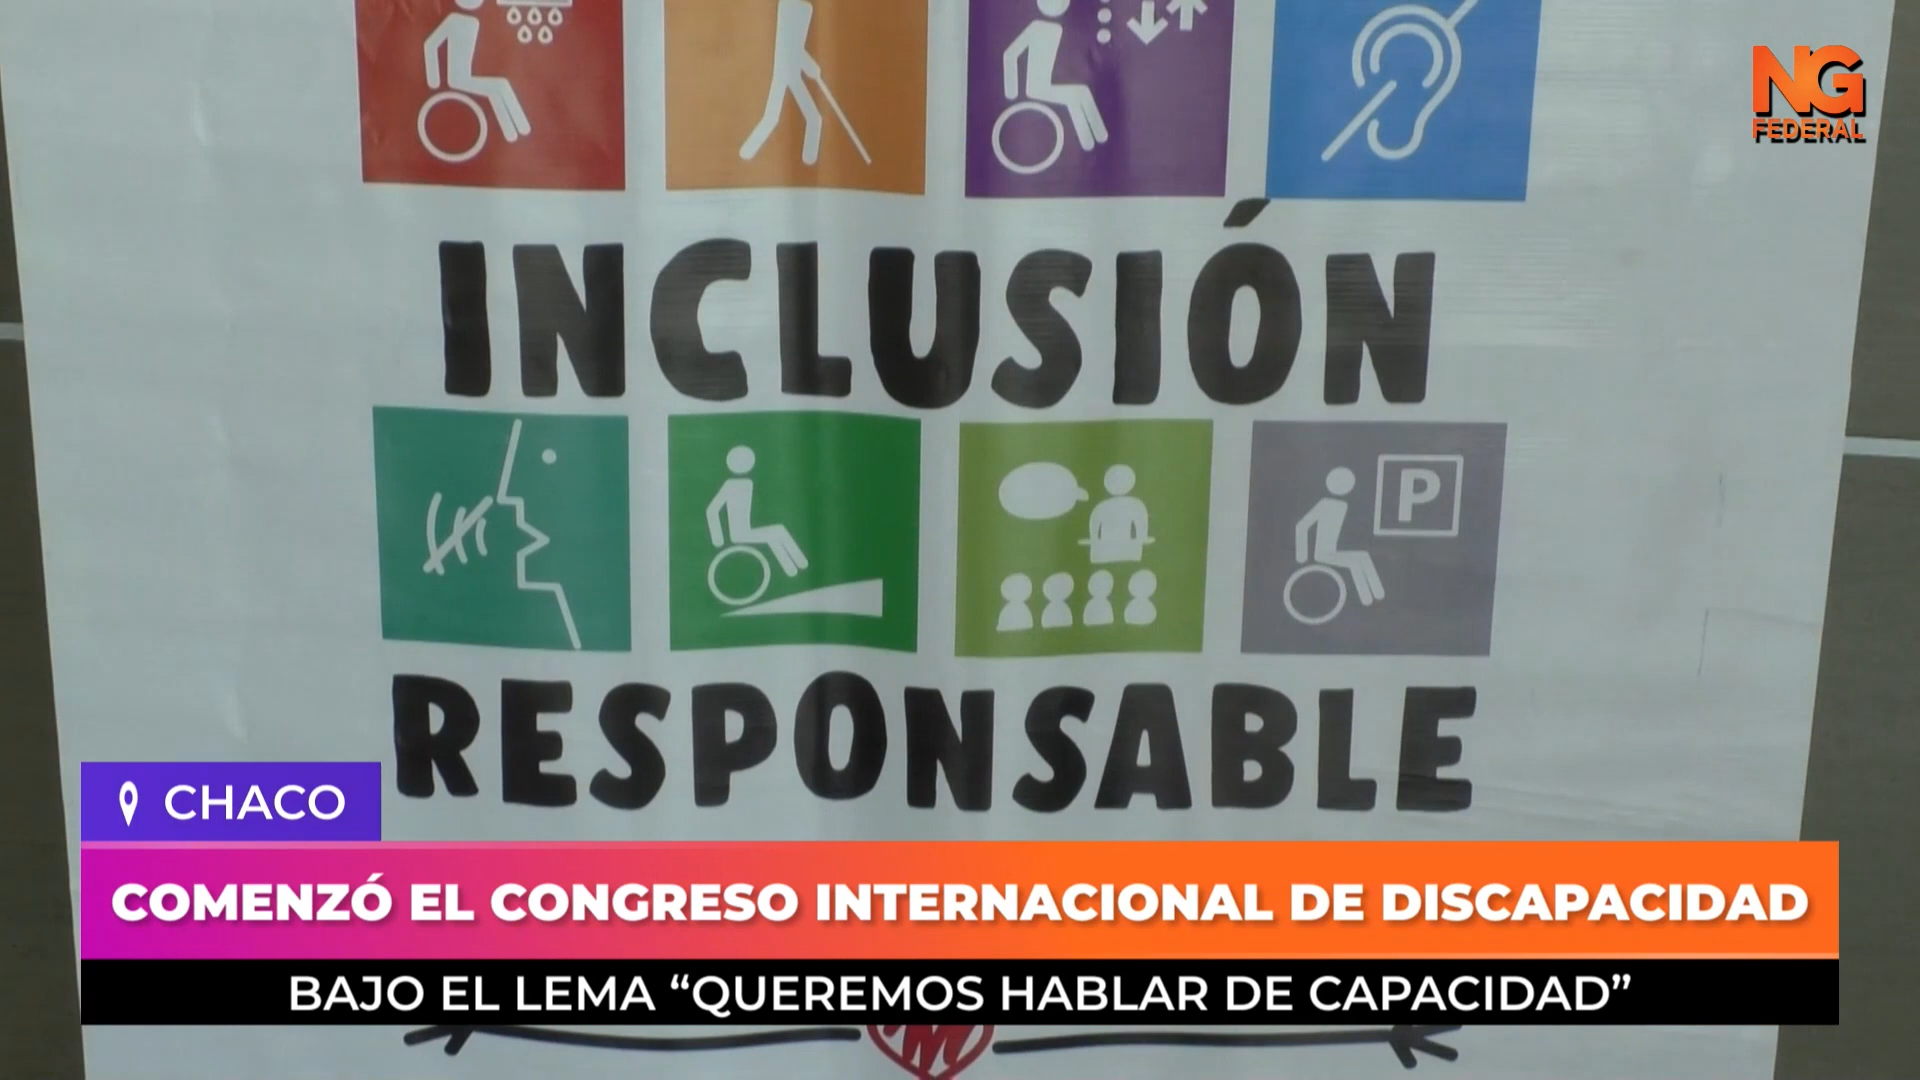 NG
FEDERAL
INCLUSIÓN
P
RESPONSABLE
CHACO
COMENZÓ EL CONGRESO INTERNACIONAL DE DISCAPACIDAD
BAJO EL LEMA “QUEREMOS HABLAR DE CAPACIDAD”
M